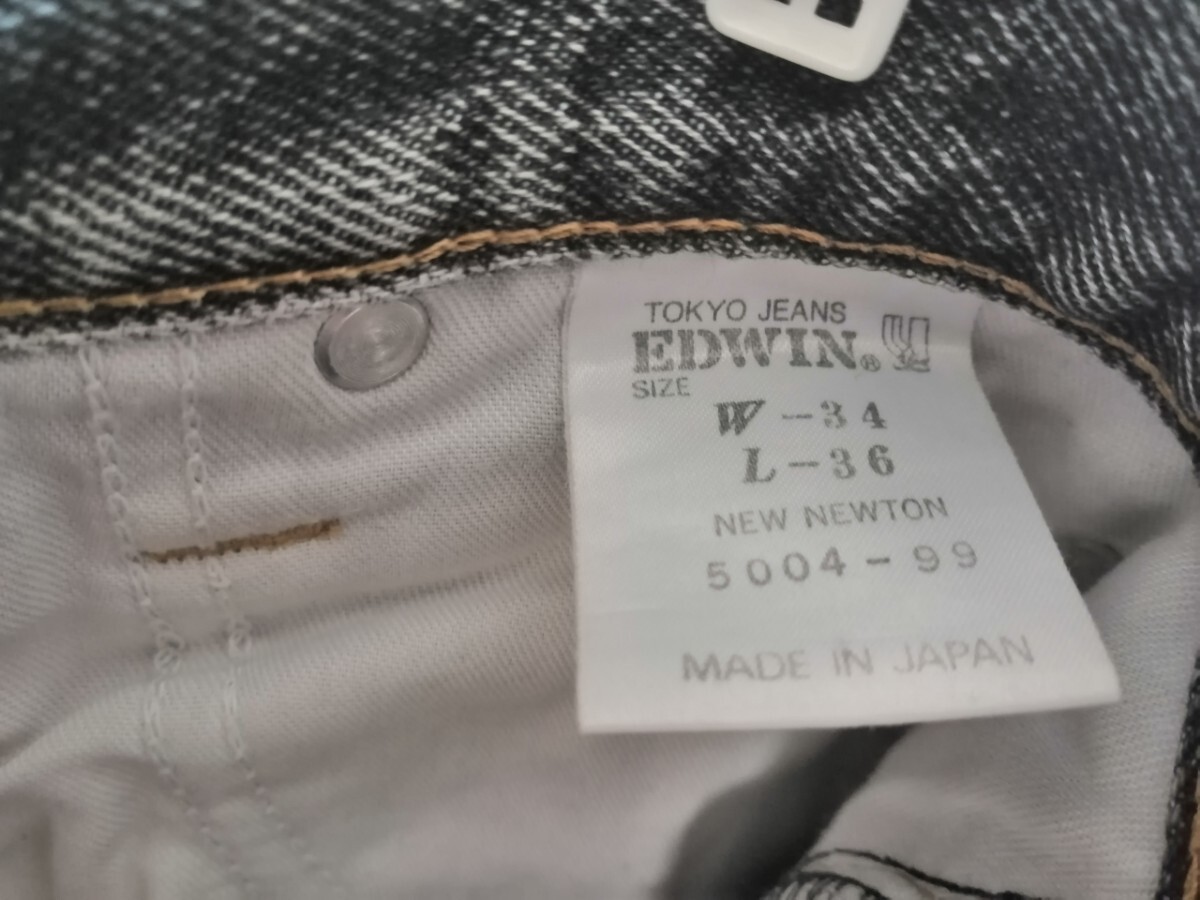 TOKYO JEANS
EDWIN®
SIZE
W-34
L-36
NEW NEWTON
5004-99
MADE IN JAPAN